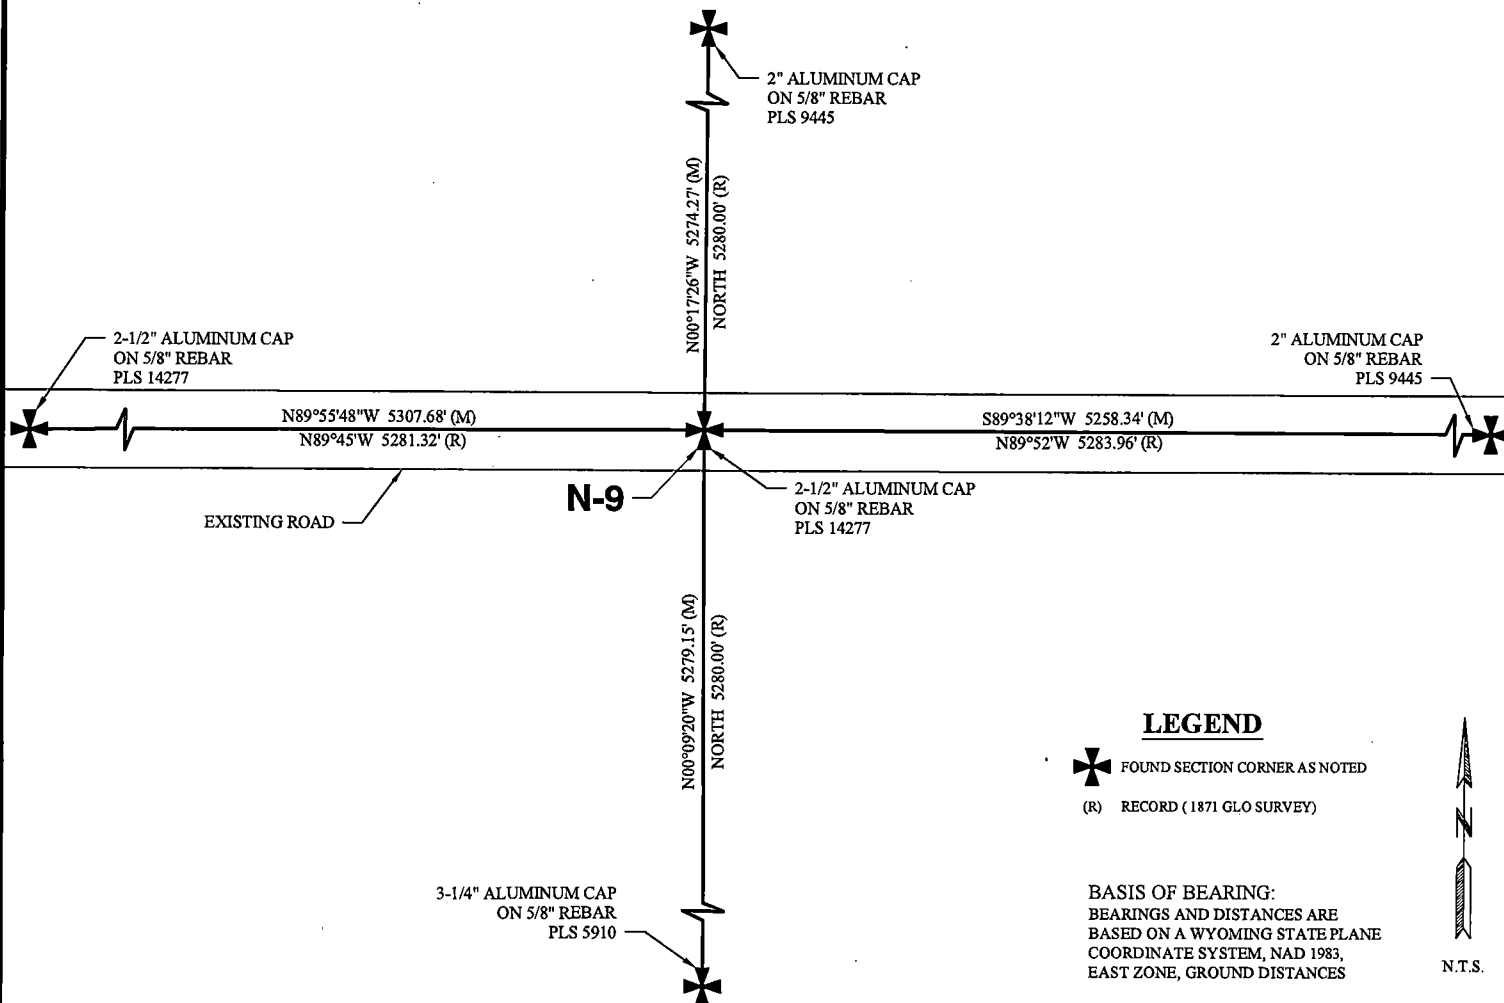 2" ALUMINUM CAP
ON 5/8" REBAR
PLS 9445
N00°17'26"W 5274.27' (M)
NORTH 5280.00' (R)
2-1/2" ALUMINUM CAP
ON 5/8" REBAR
PLS 14277
2" ALUMINUM CAP
ON 5/8" REBAR
PLS 9445
N89°55'48"W 5307.68' (M)
N89°45'W 5281.32' (R)
S89°38'12"W 5258.34' (M)
N89°52'W 5283.96' (R)
N-9
2-1/2" ALUMINUM CAP
ON 5/8" REBAR
PLS 14277
EXISTING ROAD
N00°09'20"W 5279.15' (M)
NORTH 5280.00' (R)
3-1/4" ALUMINUM CAP
ON 5/8" REBAR
PLS 5910
LEGEND
FOUND SECTION CORNER AS NOTED
(R) RECORD ( 1871 GLO SURVEY)
BASIS OF BEARING:
BEARINGS AND DISTANCES ARE
BASED ON A WYOMING STATE PLANE
COORDINATE SYSTEM, NAD 1983,
EAST ZONE, GROUND DISTANCES
N
N.T.S.